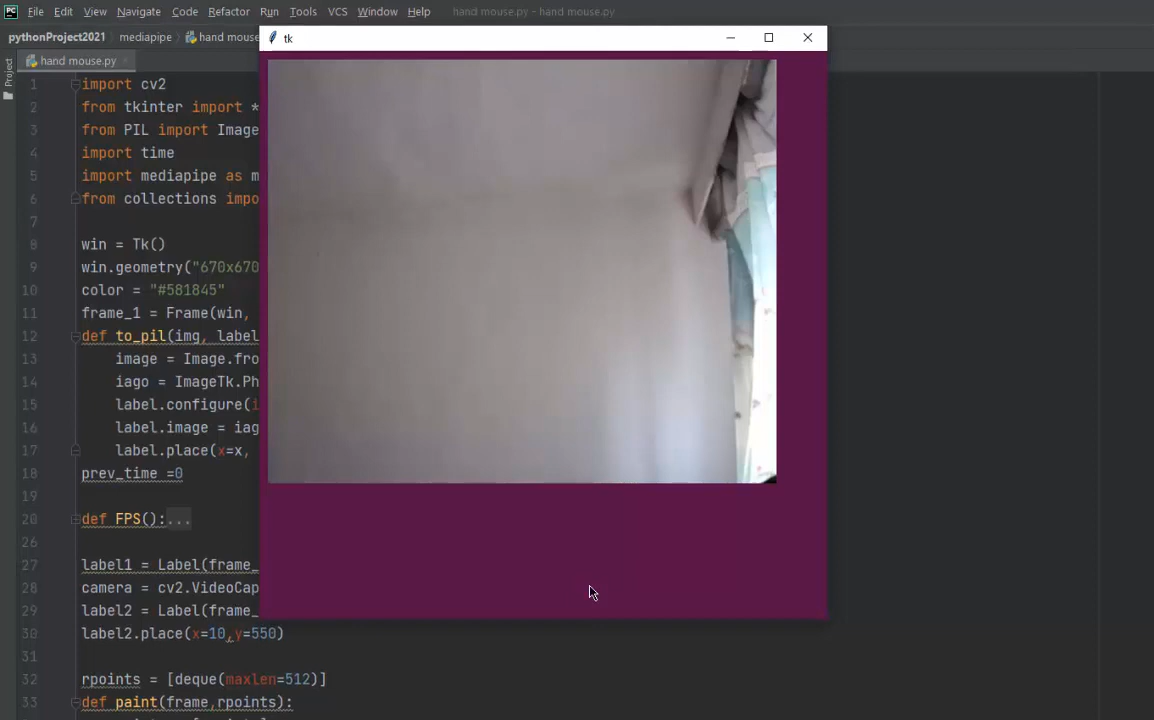 PC File Edit View Navigate Code Refactor Run Tools VCS Window Help hand mouse.py - hand mouse.py
pythonProject2021 mediapipe hand mouse
tk
Project
hand mouse.py
1 import cv2
2 from tkinter import *
3 from PIL import Image
4 import time
5 import mediapipe as m
6 from collections impo
7
8 win = Tk()
9 win.geometry("670x670
10 color = "#581845"
11 frame_1 = Frame(win,
12 def to_pil(img, label
13 image = Image.fro
14 iago = ImageTk.Ph
15 label.configure(i
16 label.image = iag
17 label.place(x=x,
18 prev_time =0
19
20 def FPS():...
26
27 label1 = Label(frame_
28 camera = cv2.VideoCap
29 label2 = Label(frame_
30 label2.place(x=10,y=550)
31
32 rpoints = [deque(maxlen=512)]
33 def paint(frame,rpoints):